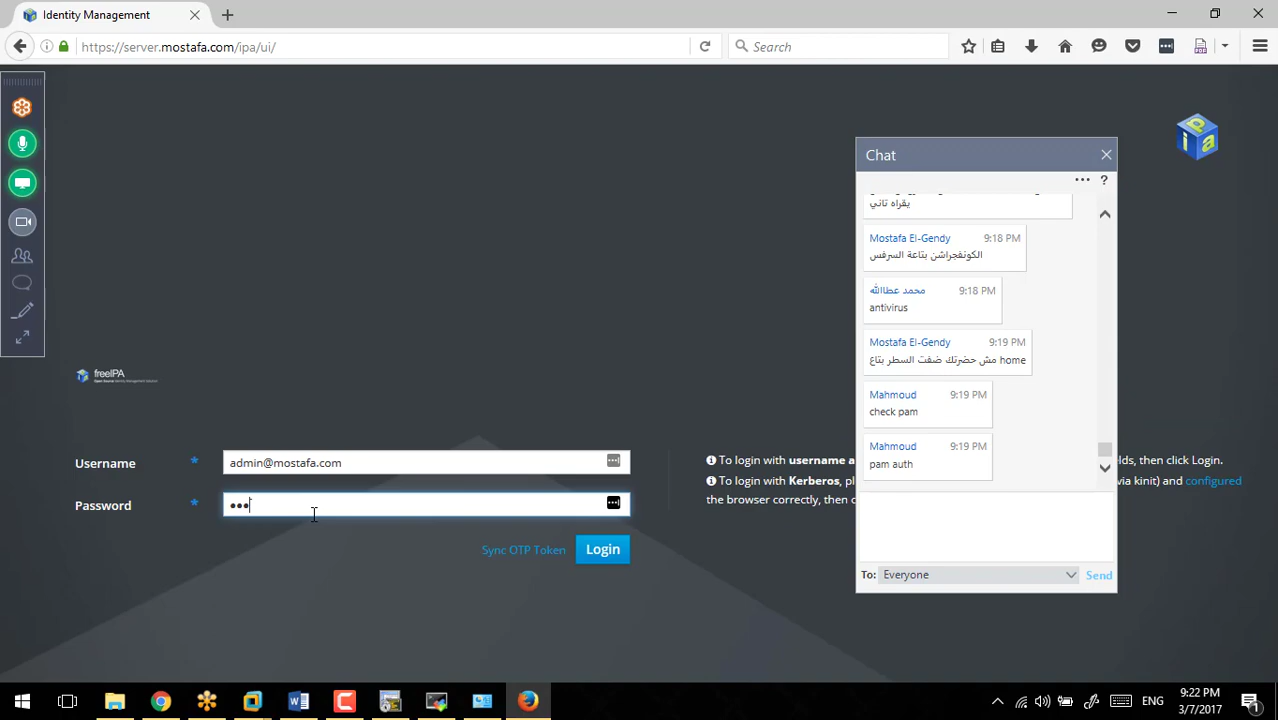 Identity Management
https://server.mostafa.com/ipa/ui/
Search
freeIPA
Username * admin@mostafa.com
Password *
Sync OTP Token
Login
To login with username a
lds, then click Login.
To login with Kerberos, pl
via kinit) and configured
the browser correctly, then c
Chat
?
يقراه تاني
Mostafa El-Gendy 9:18 PM
الكونفجراشن بتاعة السرفس
محمد عطاالله 9:18 PM
antivirus
Mostafa El-Gendy 9:19 PM
مش حضرتك ضفت السطر بتاع home
Mahmoud 9:19 PM
check pam
Mahmoud 9:19 PM
pam auth
To: Everyone
Send
ENG
9:22 PM
3/7/2017